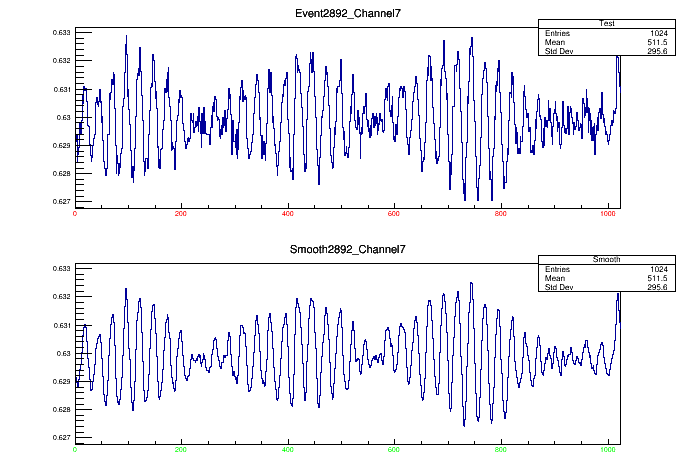 Event2892_Channel7
Test
Entries 1024
Mean 511.5
Std Dev 295.6
0.633
0.632
0.631
0.63
0.629
0.628
0.627
0 200 400 600 800 1000
Smooth2892_Channel7
Smooth
Entries 1024
Mean 511.5
Std Dev 295.6
0.633
0.632
0.631
0.63
0.629
0.628
0.627
0 200 400 600 800 1000